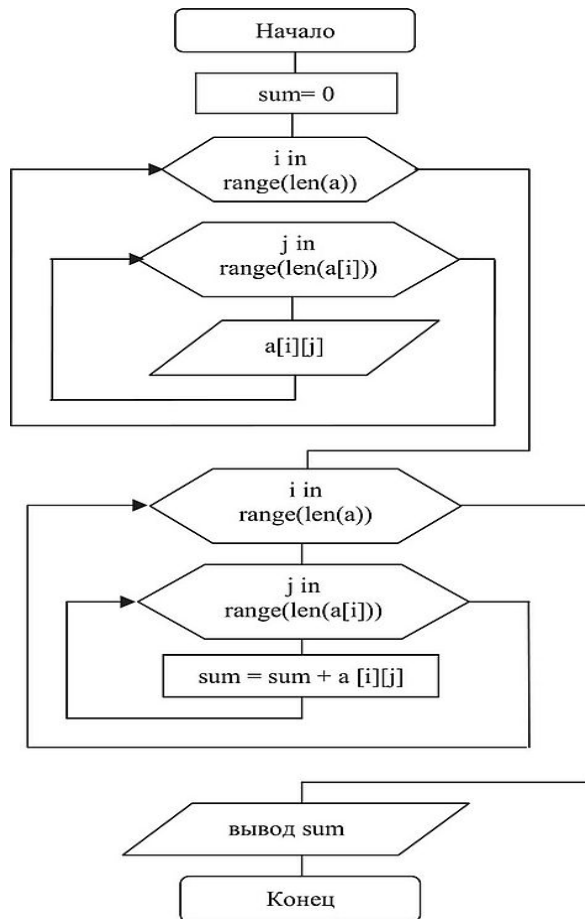 Начало
sum= 0
i in
range(len(a))
j in
range(len(a[i]))
a[i][j]
i in
range(len(a))
j in
range(len(a[i]))
sum = sum + a [i][j]
вывод sum
Конец